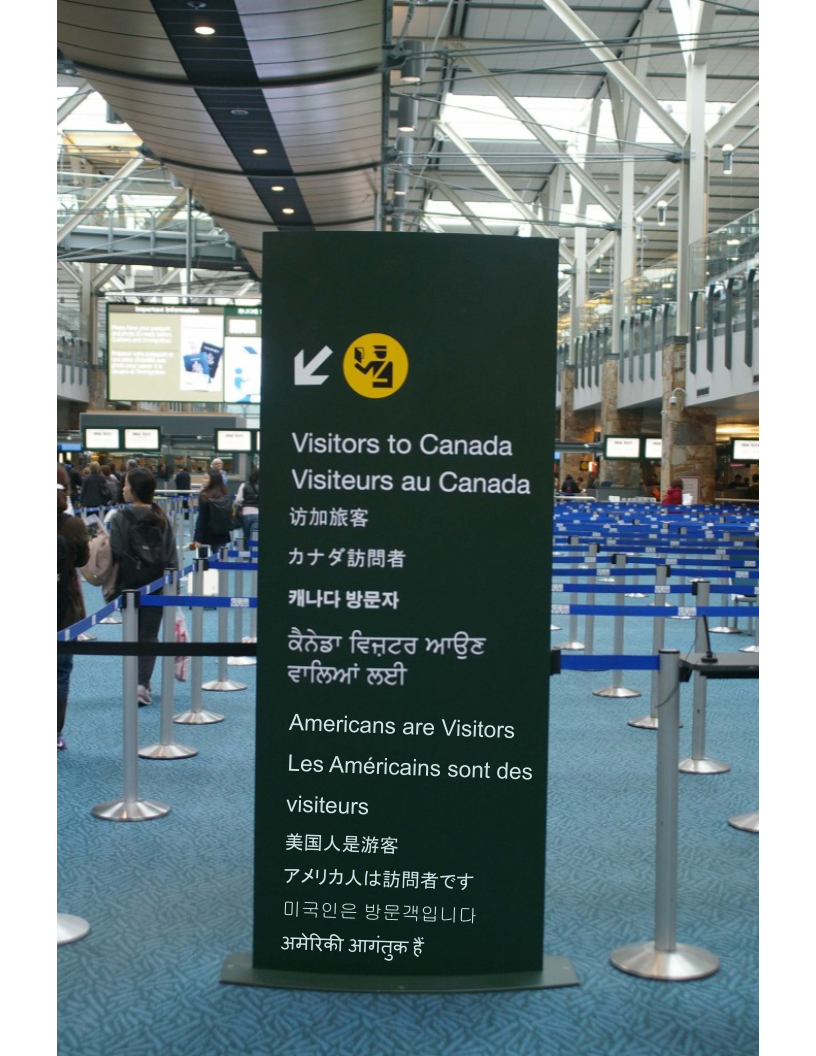 Important Information
Visitors to Canada
Visiteurs au Canada
访加旅客
カナダ訪問者
캐나다 방문자
ਕੈਨੇਡਾ ਵਿਜ਼ਟਰ ਆਉਣ
ਵਾਲਿਆਂ ਲਈ
Americans are Visitors
Les Américains sont des
visiteurs
美国人是游客
アメリカ人は訪問者です
미국인은 방문객입니다
अमेरिकी आगंतुक हैं